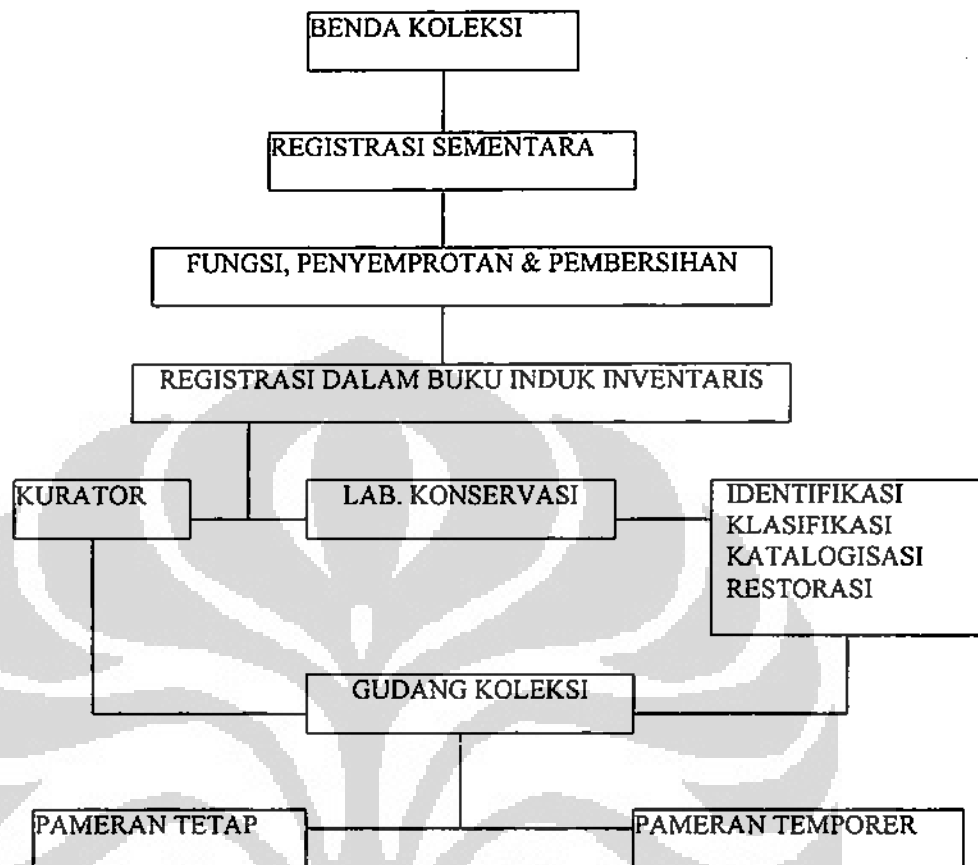 BENDA KOLEKSI
REGISTRASI SEMENTARA
FUNGSI, PENYEMPROTAN & PEMBERSIHAN
REGISTRASI DALAM BUKU INDUK INVENTARIS
KURATOR
LAB. KONSERVASI
IDENTIFIKASI
KLASIFIKASI
KATALOGISASI
RESTORASI
GUDANG KOLEKSI
PAMERAN TETAP
PAMERAN TEMPORER